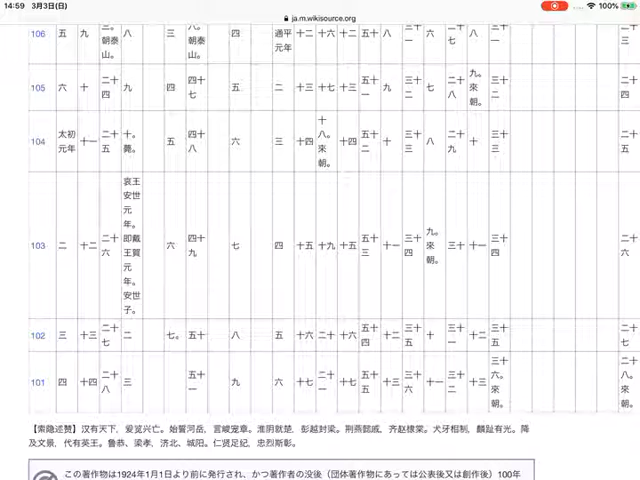 14:59 3月3日(日)
100%
ja.m.wikisource.org
106 五 九 三。朝泰山。 八 三 八。朝泰山。 四 通平元年 十二 十六 十二 五十 八 三十一 六 二十七 八 三十一 二十三
105 六 十 二十四 九 四 四十七 五 二 十三 十七 十三 五十一 九 三十二 七 二十八 九。來朝。 三十二 二十四
104 太初元年 十一 二十五 十。薨。 五 四十八 六 三 十四 十八。來朝。 十四 五十二 十 三十三 八 二十九 十 三十三 二十五
103 二 十二 二十六 哀王安世元年。即戴王賀元年。安世子。 六 四十九 七 四 十五 十九 十五 五十三 十一 三十四 九。來朝。 三十 十一 三十四 二十六
102 三 十三 二十七 二 七。 五十 八 五 十六 二十 十六 五十四 十二 三十五 十 三十一 十二 三十五 二十七
101 四 十四 二十八 三 五十一 九 六 十七 二十一 十七 五十五 十三 三十六 十一 三十二 十三 三十六。來朝。 二十八。來朝。
【索隐述赞】汉有天下，爰览兴亡。始誓河岳，言峻宠章。淮阴就楚，彭越封梁。荆燕懿戚，齐赵棣棠。犬牙相制，麟趾有光。降
及文景，代有英王。鲁恭、梁孝，济北、城阳。仁贤足纪，忠烈斯彰。
この著作物は1924年1月1日より前に発行され、かつ著作者の没後（団体著作物にあっては公表後又は創作後）100年